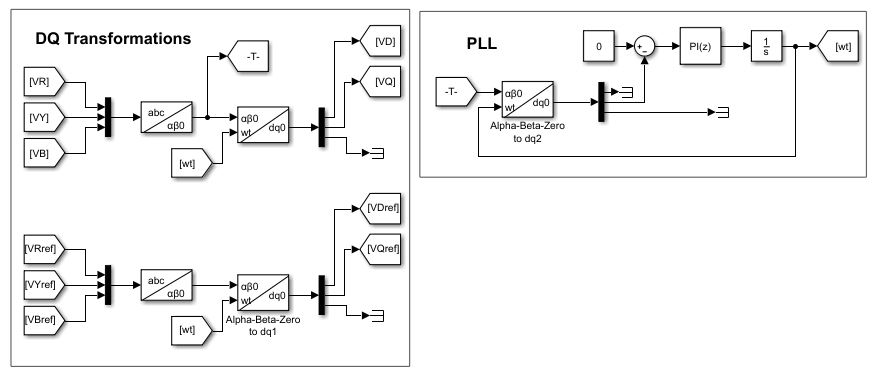 DQ Transformations
-T-
[VD]
[VQ]
[VR]
[VY]
[VB]
abc
αβ0
αβ0
wt
dq0
[wt]
[VRref]
[VYref]
[VBref]
abc
αβ0
αβ0
wt
dq0
Alpha-Beta-Zero
to dq1
[wt]
[VDref]
[VQref]
PLL
0
+
−
PI(z)
1
s
[wt]
-T-
αβ0
wt
dq0
Alpha-Beta-Zero
to dq2